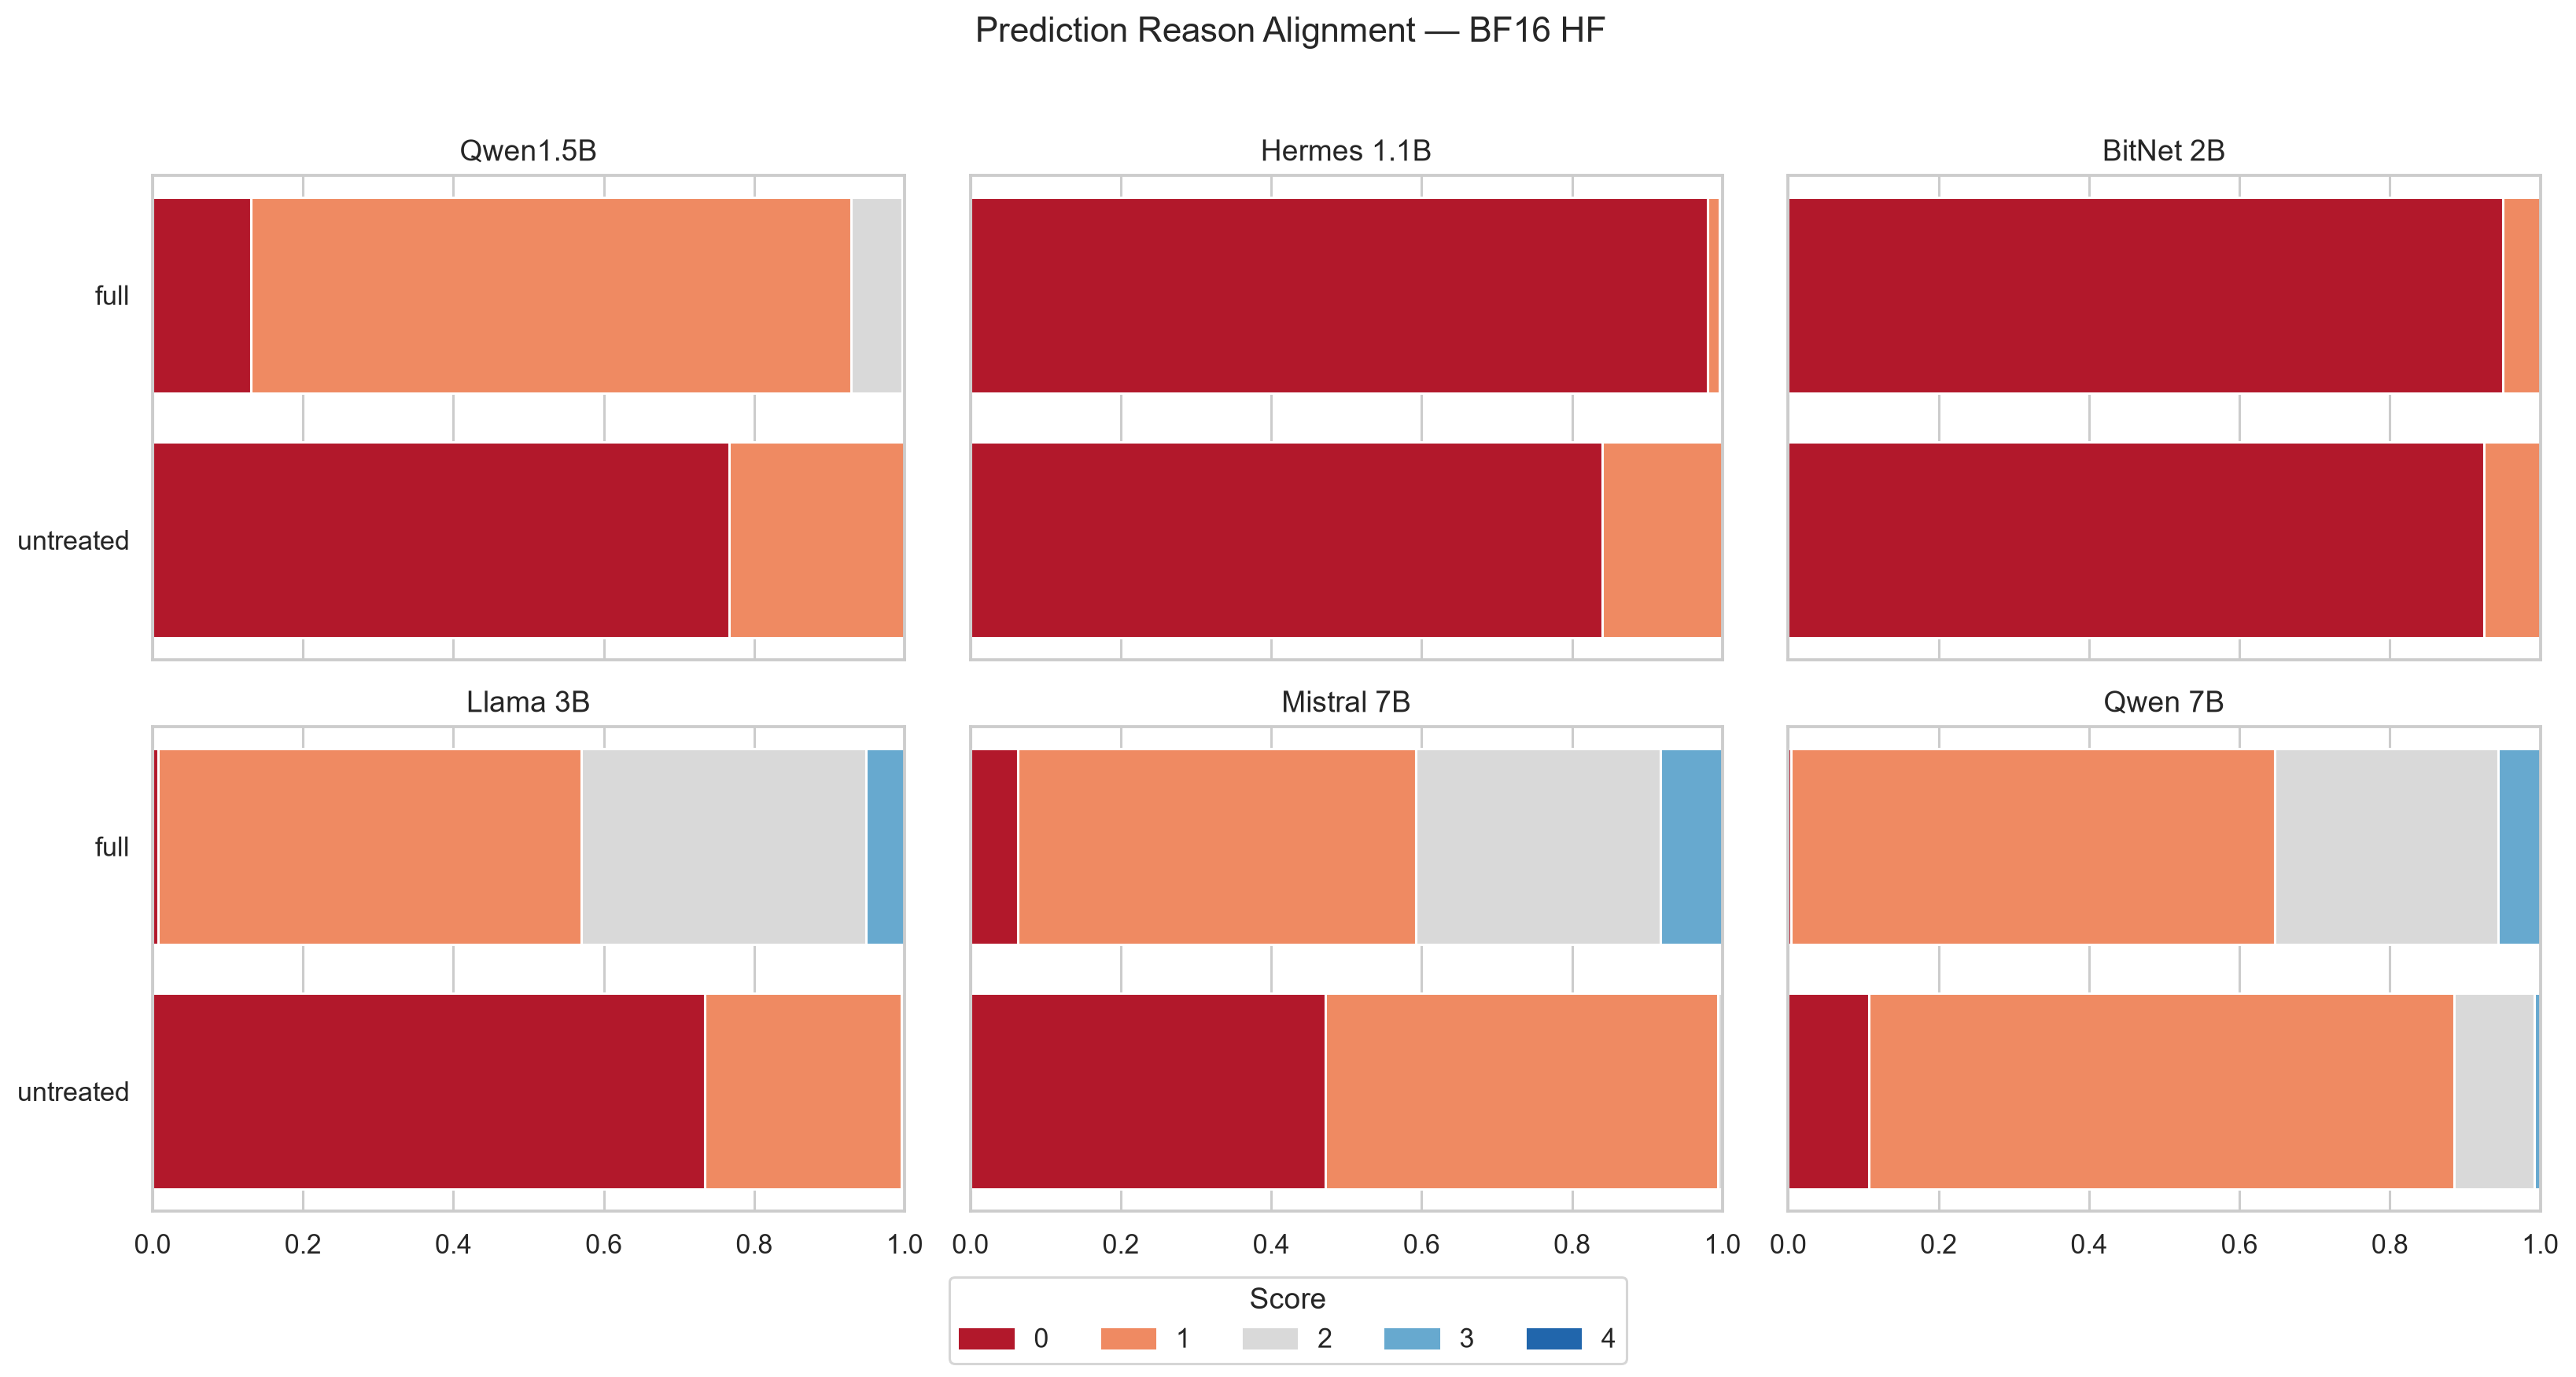 Prediction Reason Alignment — BF16 HF
Qwen1.5B
Hermes 1.1B
BitNet 2B
full
untreated
Llama 3B
Mistral 7B
Qwen 7B
full
untreated
0.0 0.2 0.4 0.6 0.8 1.0
0.0 0.2 0.4 0.6 0.8 1.0
0.0 0.2 0.4 0.6 0.8 1.0
Score
0 1 2 3 4